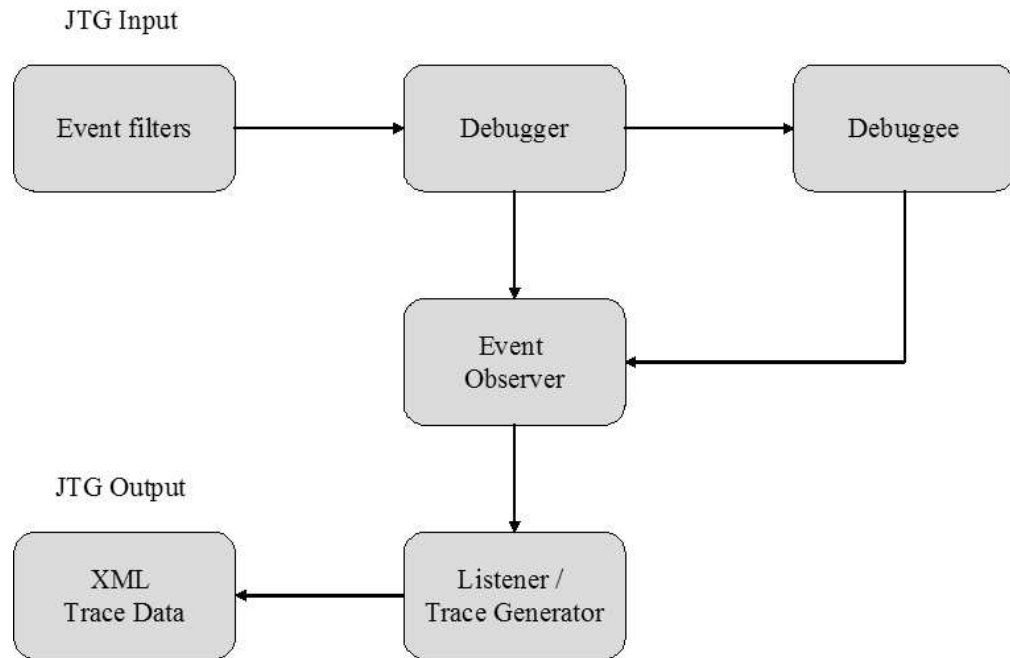 JTG Input
Event filters
Debugger
Debuggee
Event
Observer
JTG Output
XML
Trace Data
Listener /
Trace Generator